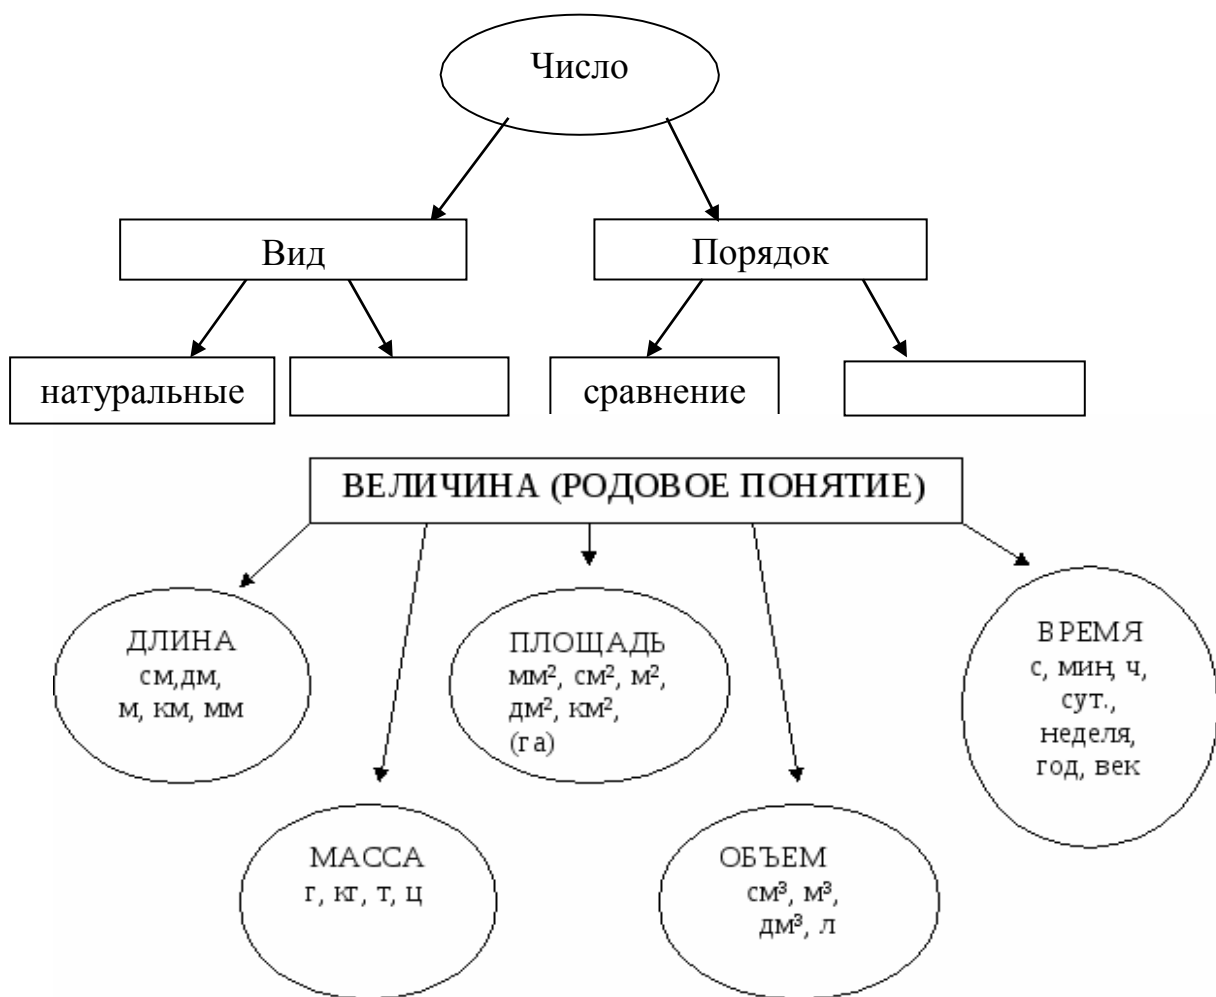 Число
Вид
Порядок
натуральные
сравнение
ВЕЛИЧИНА (РОДОВОЕ ПОНЯТИЕ)
ДЛИНА
см,дм,
м, км, мм
ПЛОЩАДЬ
мм², см², м²,
дм², км²,
(га)
ВРЕМЯ
с, мин, ч,
сут.,
неделя,
год, век
МАССА
г, кг, т, ц
ОБЪЕМ
см³, м³,
дм³, л